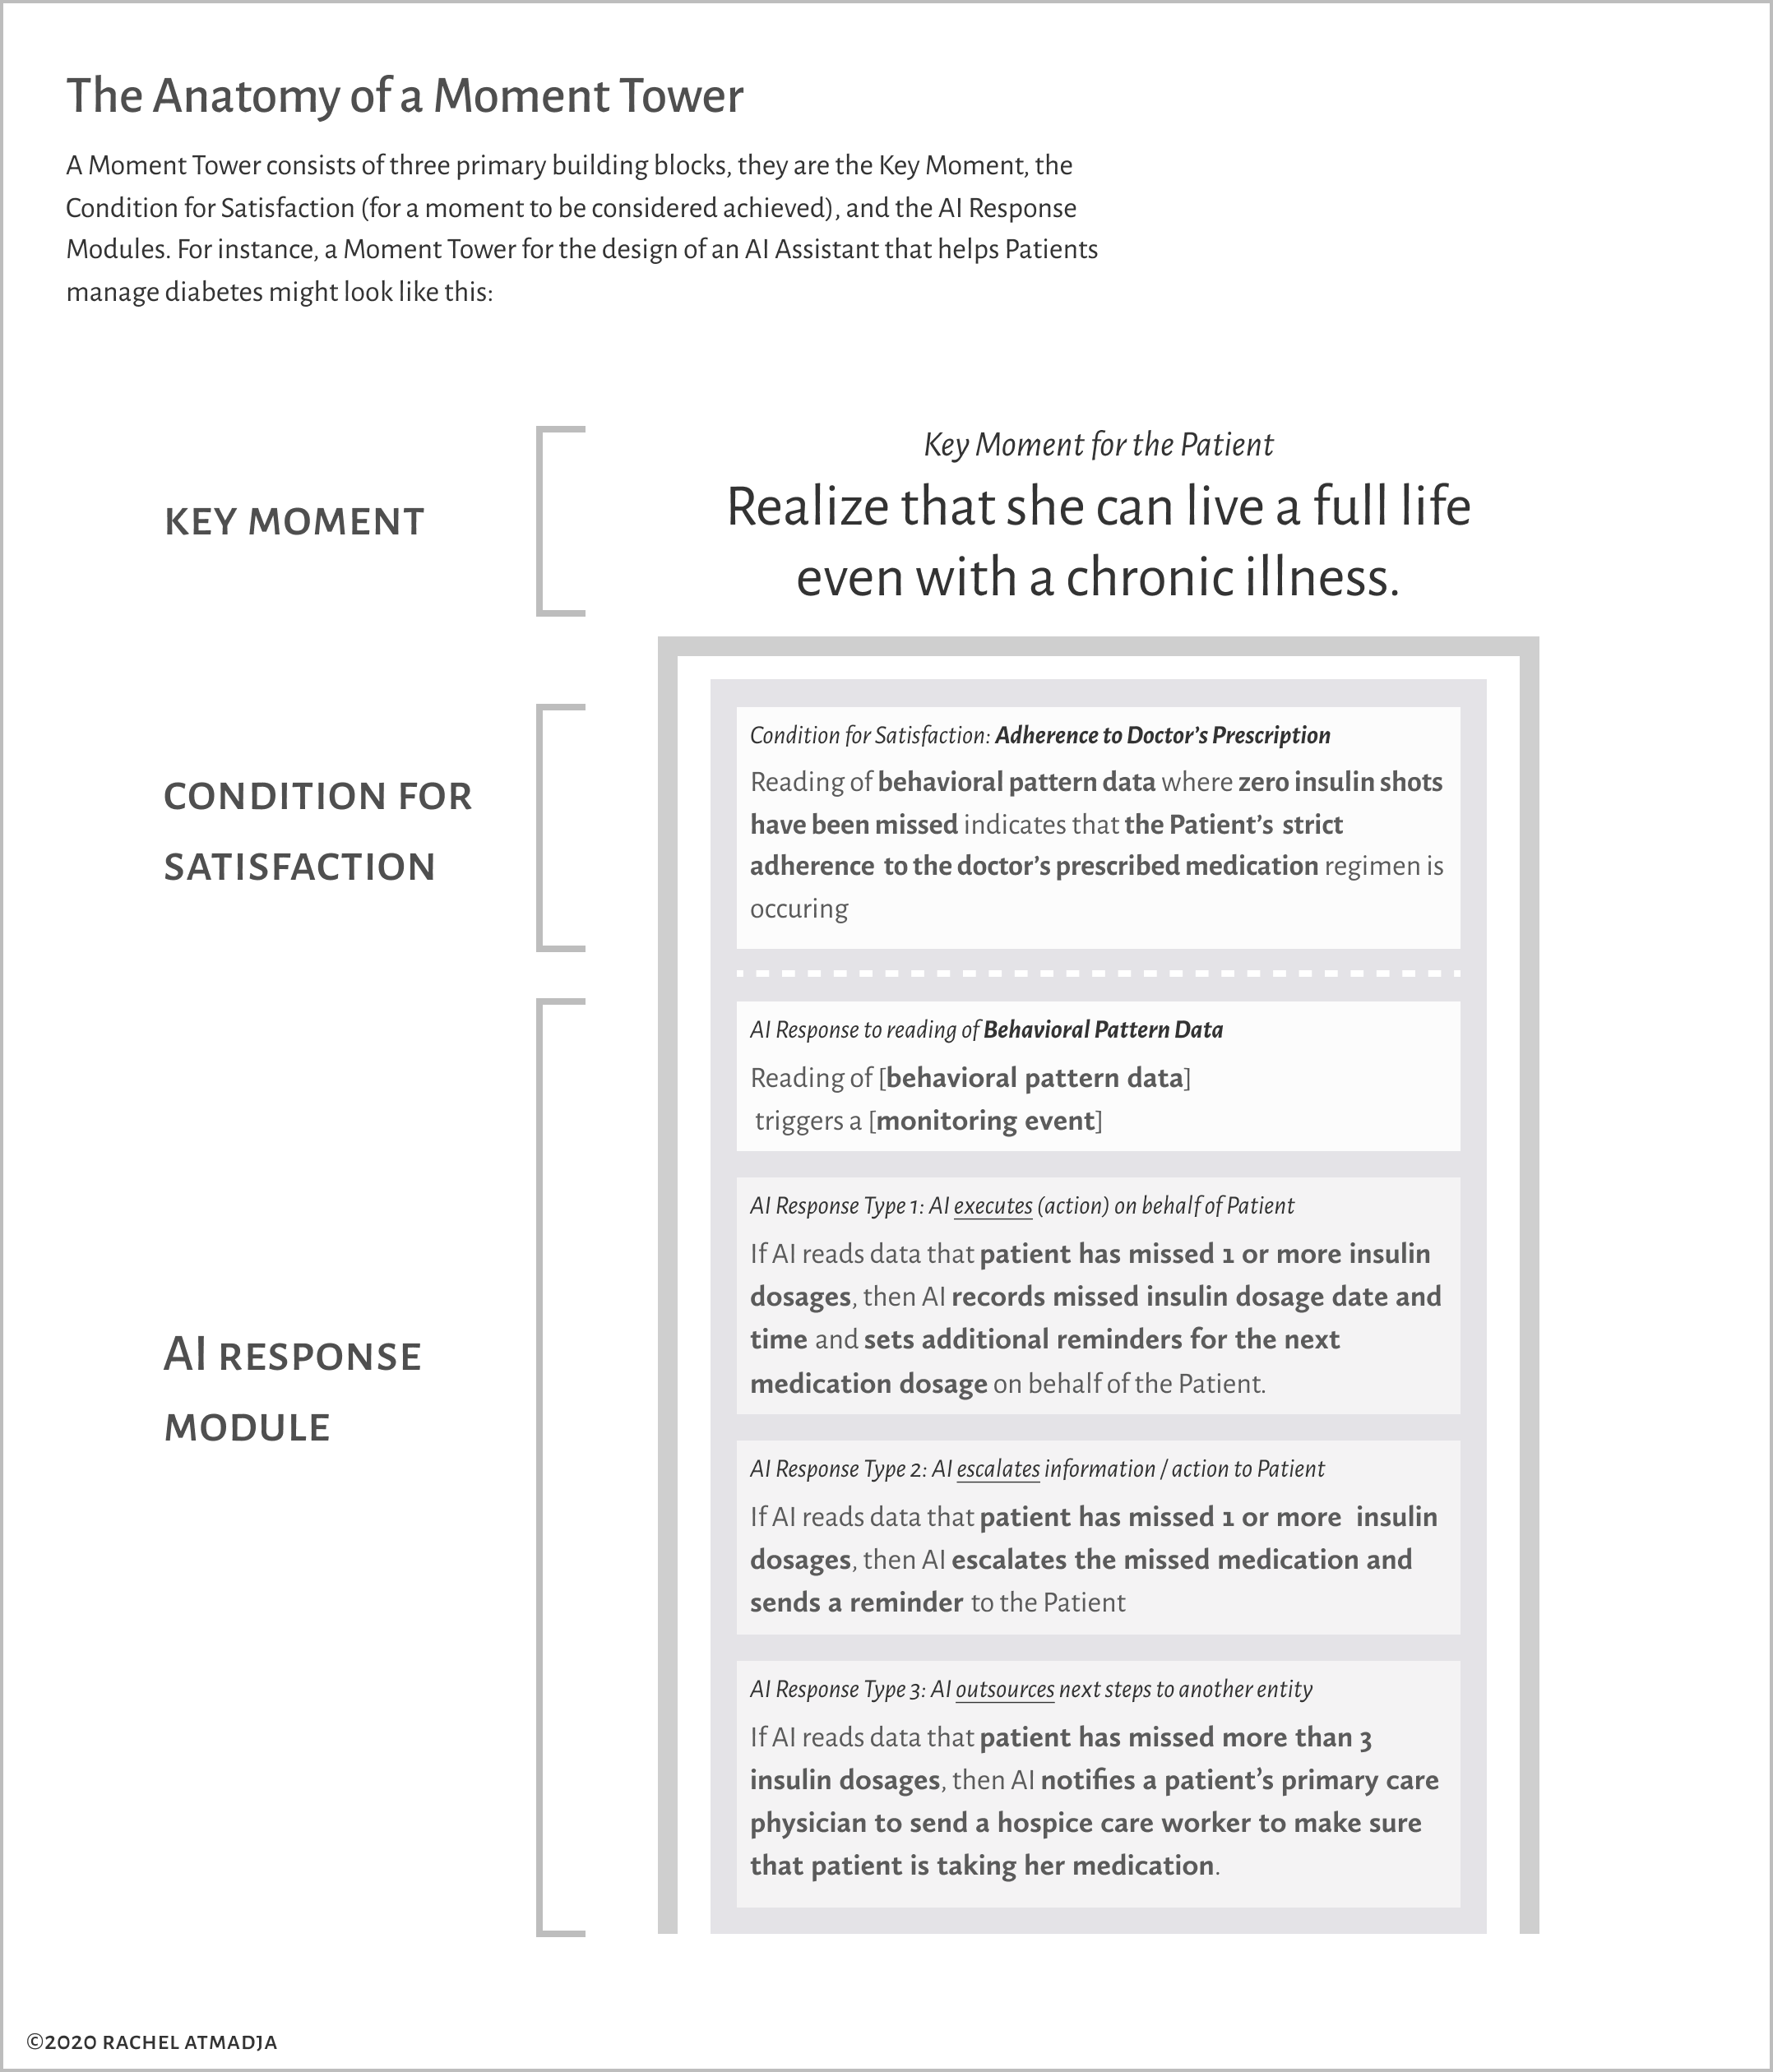 The Anatomy of a Moment Tower
A Moment Tower consists of three primary building blocks, they are the Key Moment, the
Condition for Satisfaction (for a moment to be considered achieved), and the AI Response
Modules. For instance, a Moment Tower for the design of an AI Assistant that helps Patients
manage diabetes might look like this:
KEY MOMENT
Key Moment for the Patient
Realize that she can live a full life
even with a chronic illness.
CONDITION FOR
SATISFACTION
Condition for Satisfaction: Adherence to Doctor’s Prescription
Reading of behavioral pattern data where zero insulin shots
have been missed indicates that the Patient’s strict
adherence to the doctor’s prescribed medication regimen is
occuring
AI RESPONSE
MODULE
AI Response to reading of Behavioral Pattern Data
Reading of [behavioral pattern data]
triggers a [monitoring event]
AI Response Type 1: AI executes (action) on behalf of Patient
If AI reads data that patient has missed 1 or more insulin
dosages, then AI records missed insulin dosage date and
time and sets additional reminders for the next
medication dosage on behalf of the Patient.
AI Response Type 2: AI escalates information / action to Patient
If AI reads data that patient has missed 1 or more insulin
dosages, then AI escalates the missed medication and
sends a reminder to the Patient
AI Response Type 3: AI outsources next steps to another entity
If AI reads data that patient has missed more than 3
insulin dosages, then AI notifies a patient’s primary care
physician to send a hospice care worker to make sure
that patient is taking her medication.
©2020 RACHEL ATMADJA